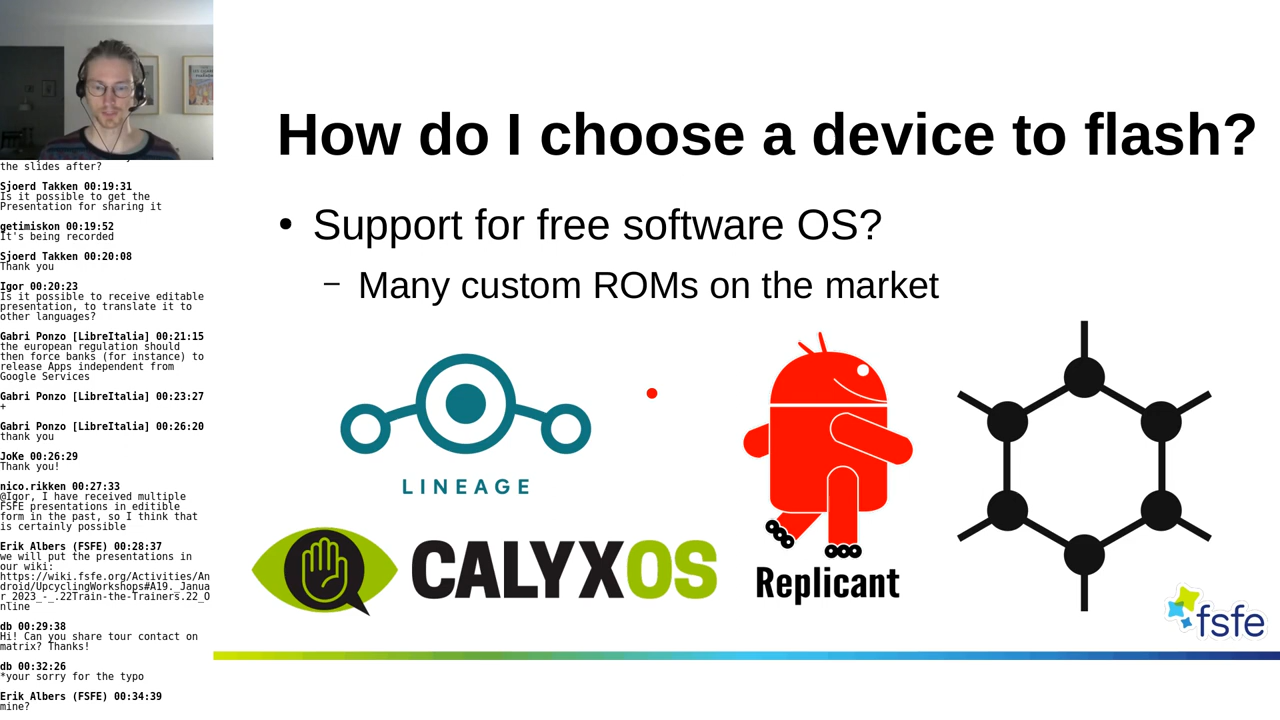 the slides after?
Sjoerd Takken 00:19:31
Is it possible to get the
Presentation for sharing it
getimiskon 00:19:52
It's being recorded
Sjoerd Takken 00:20:08
Thank you
Igor 00:20:23
Is it possible to receive editable
presentation, to translate it to
other languages?
Gabri Ponzo [LibreItalia] 00:21:15
the european regulation should
then force banks (for instance) to
release Apps independent from
Google Services
Gabri Ponzo [LibreItalia] 00:23:27
+
Gabri Ponzo [LibreItalia] 00:26:20
thank you
JoKe 00:26:29
Thank you!
nico.rikken 00:27:33
@Igor, I have received multiple
FSFE presentations in editible
form in the past, so I think that
is certainly possible
Erik Albers (FSFE) 00:28:37
we will put the presentations in
our wiki:
https://wiki.fsfe.org/Activities/An
droid/UpcyclingWorkshops#A19._Janua
r_2023_-_.22Train-the-Trainers.22_O
nline
db 00:29:38
Hi! Can you share tour contact on
matrix? Thanks!
db 00:32:26
*your sorry for the typo
Erik Albers (FSFE) 00:34:39
mine?
How do I choose a device to flash?
• Support for free software OS?
– Many custom ROMs on the market
LINEAGE
CALYXOS
Replicant
fsfe